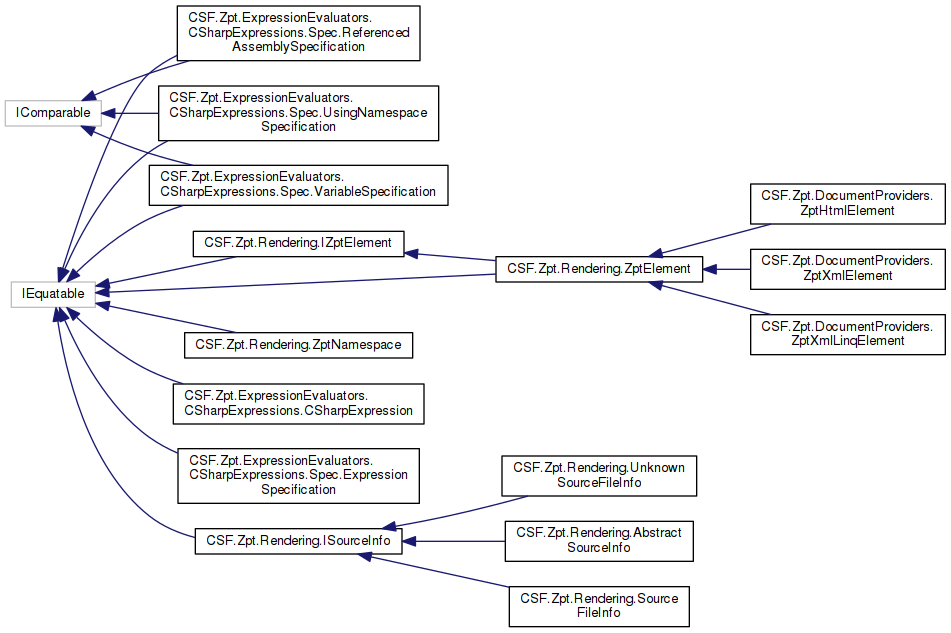 CSF.Zpt.ExpressionEvaluators.
CSharpExpressions.Spec.Referenced
AssemblySpecification
IComparable
CSF.Zpt.ExpressionEvaluators.
CSharpExpressions.Spec.UsingNamespace
Specification
CSF.Zpt.ExpressionEvaluators.
CSharpExpressions.Spec.VariableSpecification
CSF.Zpt.Rendering.IZptElement
IEquatable
CSF.Zpt.Rendering.ZptElement
CSF.Zpt.DocumentProviders.
ZptHtmlElement
CSF.Zpt.DocumentProviders.
ZptXmlElement
CSF.Zpt.DocumentProviders.
ZptXmlLinqElement
CSF.Zpt.Rendering.ZptNamespace
CSF.Zpt.ExpressionEvaluators.
CSharpExpressions.CSharpExpression
CSF.Zpt.ExpressionEvaluators.
CSharpExpressions.Spec.Expression
Specification
CSF.Zpt.Rendering.ISourceInfo
CSF.Zpt.Rendering.Unknown
SourceFileInfo
CSF.Zpt.Rendering.Abstract
SourceInfo
CSF.Zpt.Rendering.Source
FileInfo